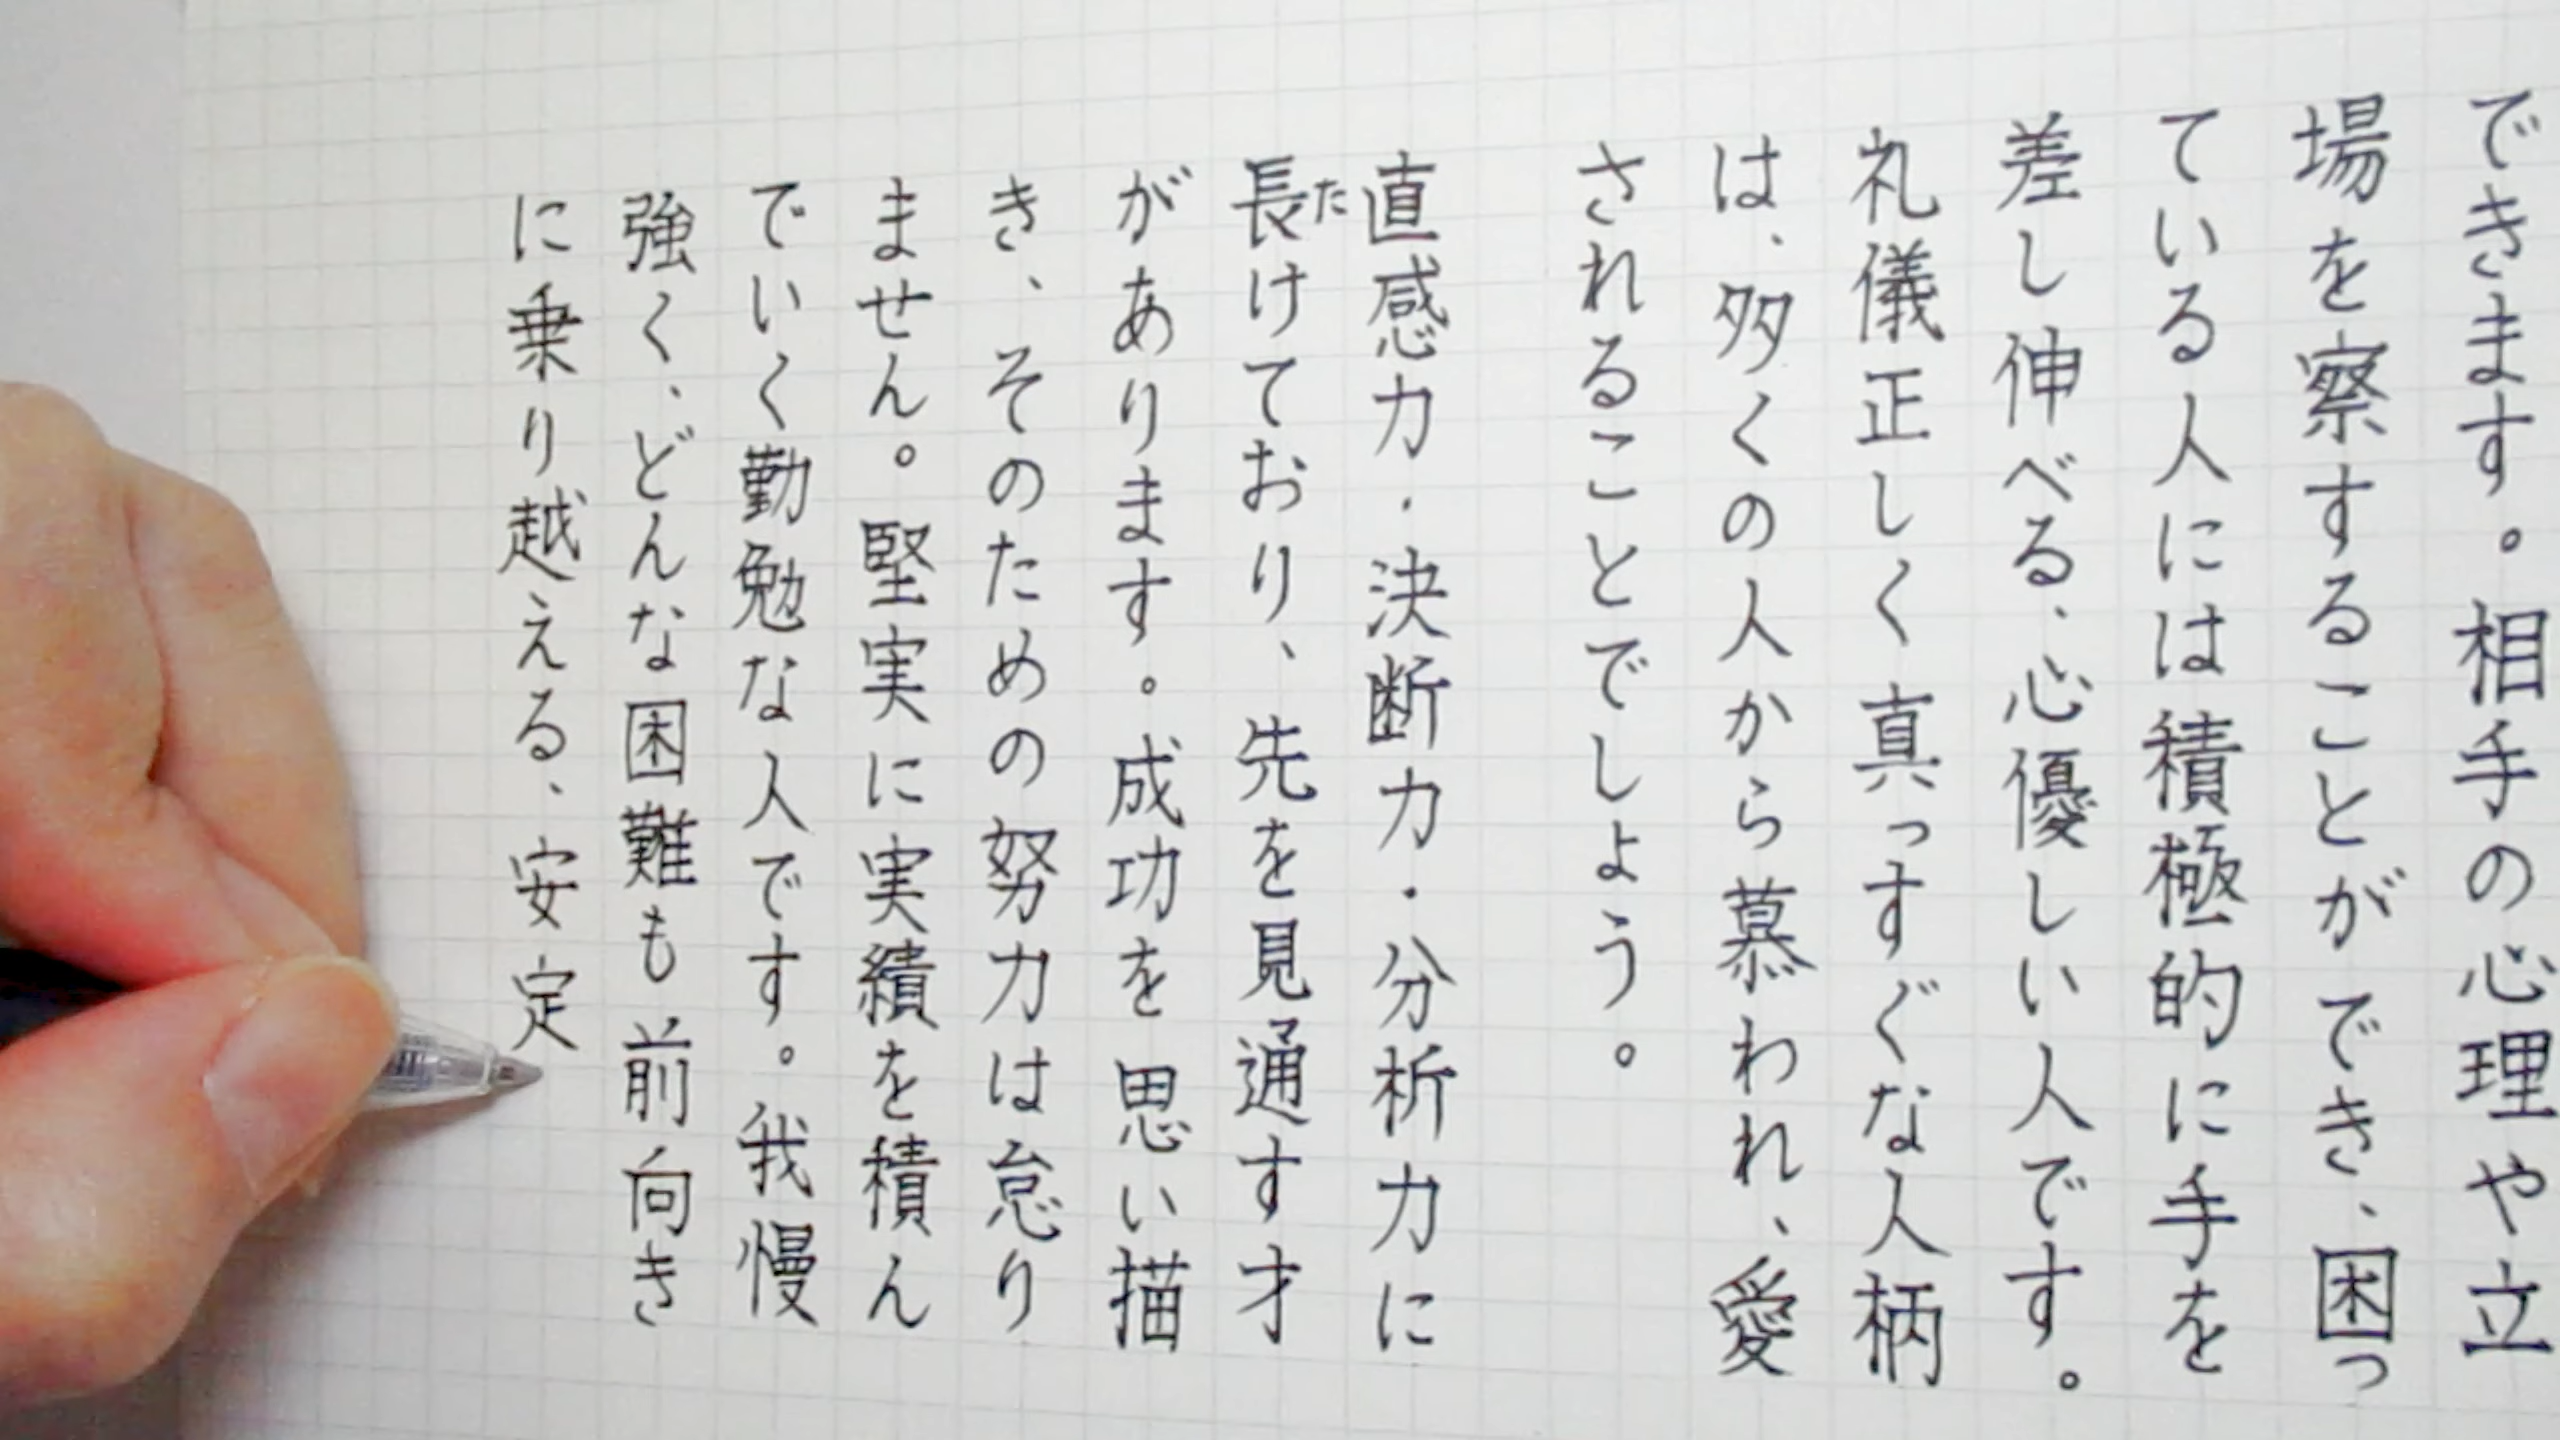 できます。相手の心理や立
場を察することができ、困っ
ている人には積極的に手を
差し伸べる、心優しい人です。
礼儀正しく真っすぐな人柄
は、多くの人から慕われ、愛
されることでしょう。
直感力・決断力・分析力に
長けており、先を見通す才
た
があります。成功を思い描
き、そのための努力は怠り
ません。堅実に実績を積ん
でいく勤勉な人です。我慢
強く、どんな困難も前向き
に乗り越える、安定